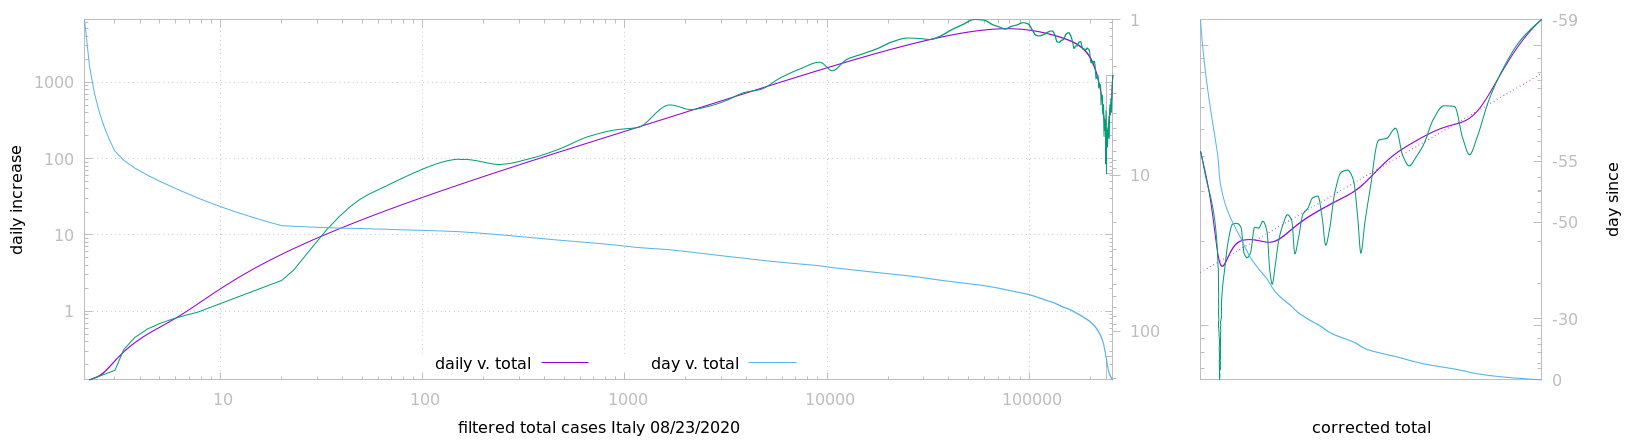 daily increase
1000
100
10
1
daily v. total
day v. total
10
100
1000
10000
100000
filtered total cases Italy 08/23/2020
1
10
100
-59
-55
-50
-30
0
day since
corrected total